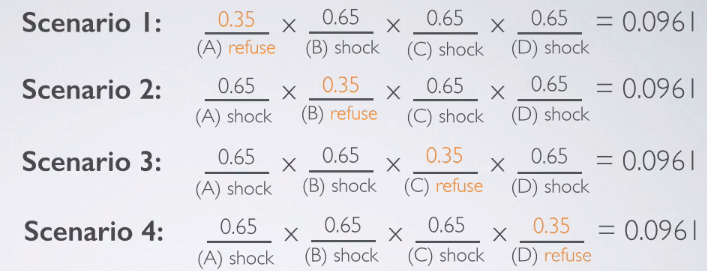 Scenario 1: 0.35 × 0.65 × 0.65 × 0.65 = 0.0961
(A) refuse (B) shock (C) shock (D) shock
Scenario 2: 0.65 × 0.35 × 0.65 × 0.65 = 0.0961
(A) shock (B) refuse (C) shock (D) shock
Scenario 3: 0.65 × 0.65 × 0.35 × 0.65 = 0.0961
(A) shock (B) shock (C) refuse (D) shock
Scenario 4: 0.65 × 0.65 × 0.65 × 0.35 = 0.0961
(A) shock (B) shock (C) shock (D) refuse